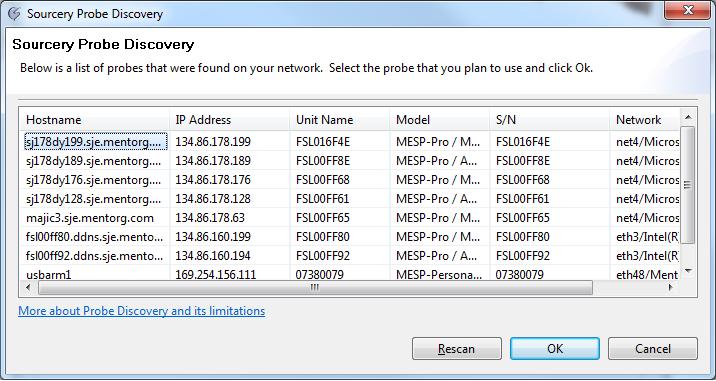 Sourcery Probe Discovery
Sourcery Probe Discovery
Below is a list of probes that were found on your network. Select the probe that you plan to use and click Ok.
Hostname IP Address Unit Name Model S/N Network
sj178dy199.sje.mentorg.... 134.86.178.199 FSL016F4E MESP-Pro / M... FSL016F4E net4/Micros
sj178dy189.sje.mentorg.... 134.86.178.189 FSL00FF8E MESP-Pro / A... FSL00FF8E net4/Micros
sj178dy176.sje.mentorg.... 134.86.178.176 FSL00FF68 MESP-Pro / M... FSL00FF68 net4/Micros
sj178dy128.sje.mentorg.... 134.86.178.128 FSL00FF61 MESP-Pro / M... FSL00FF61 net4/Micros
majic3.sje.mentorg.com 134.86.178.63 FSL00FF65 MESP-Pro / A... FSL00FF65 net4/Micros
fsl00ff80.ddns.sje.mento... 134.86.160.199 FSL00FF80 MESP-Pro / M... FSL00FF80 eth3/Intel(R)
fsl00ff92.ddns.sje.mento... 134.86.160.194 FSL00FF92 MESP-Pro / A... FSL00FF92 eth3/Intel(R)
usbarm1 169.254.156.111 07380079 MESP-Persona... 07380079 eth48/Ment
More about Probe Discovery and its limitations
Rescan OK Cancel